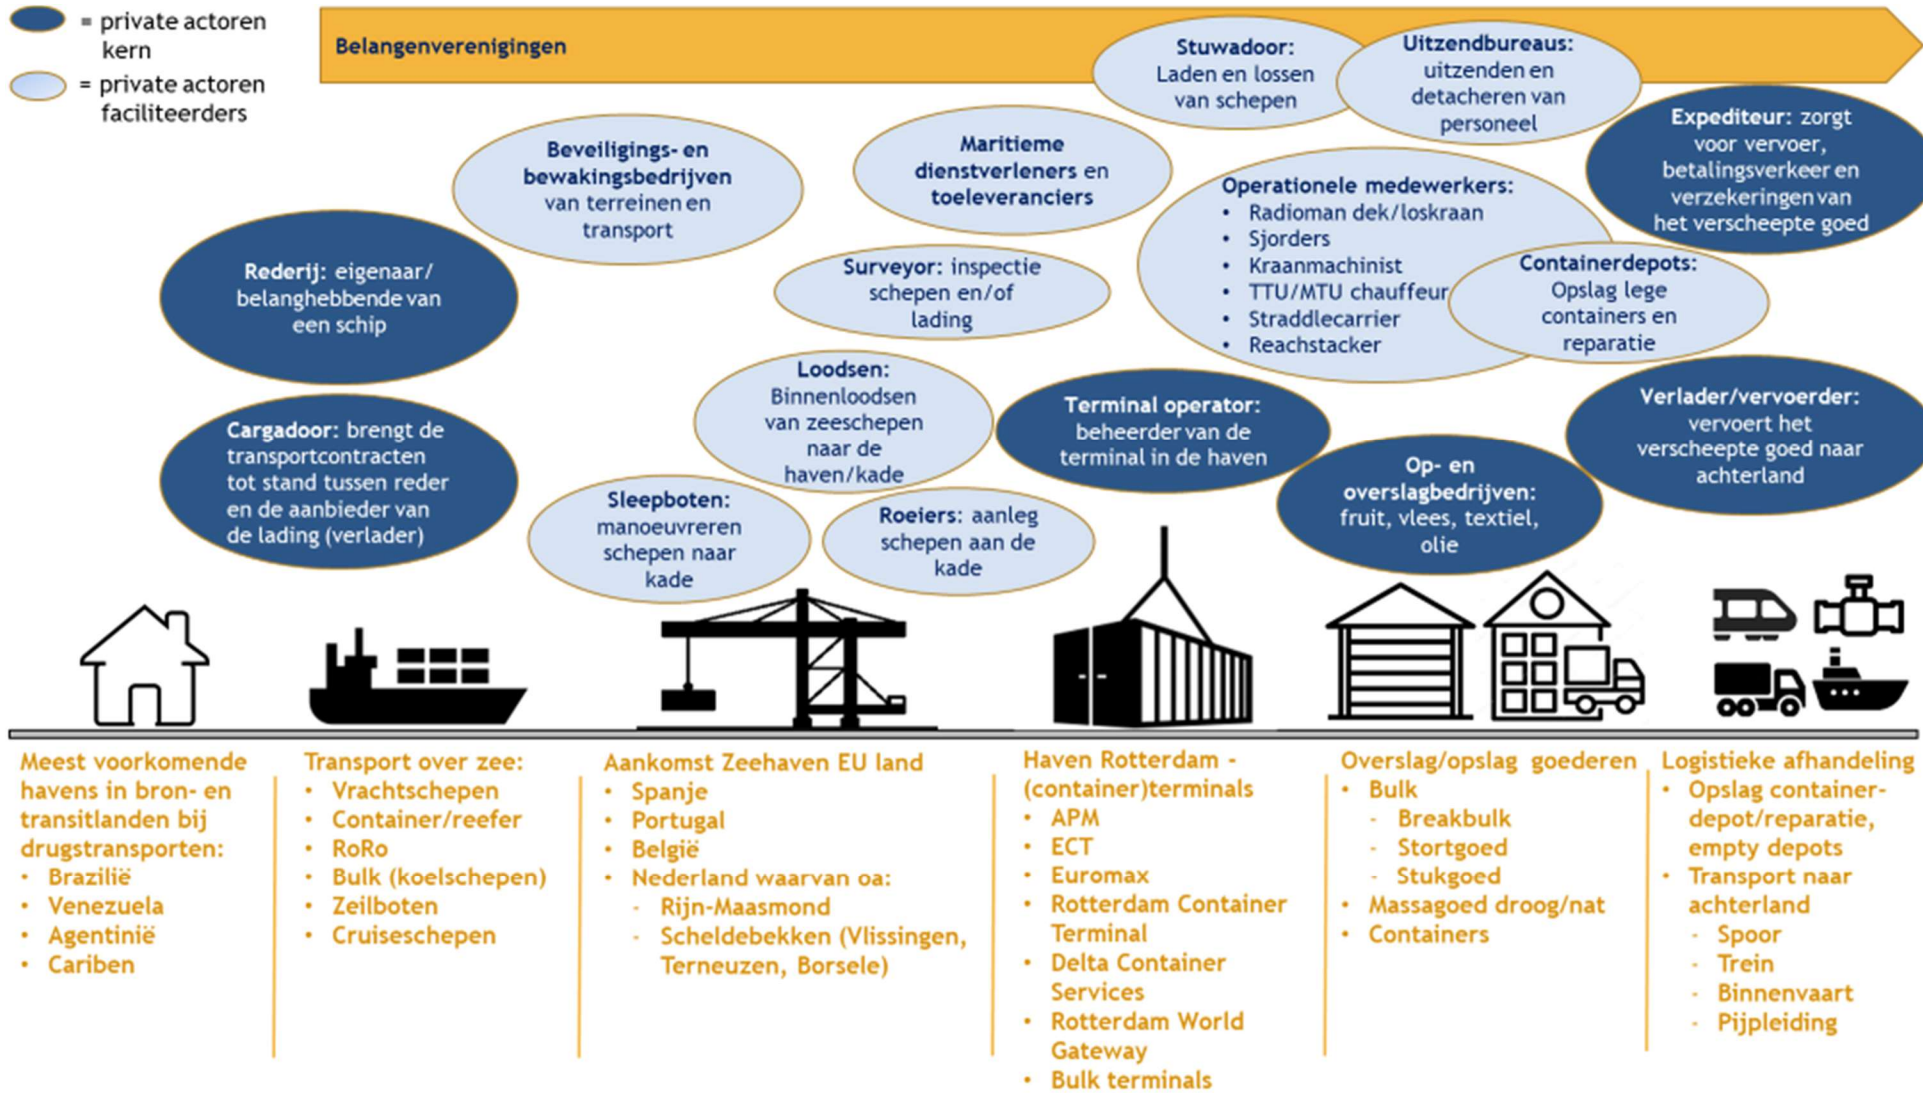 = private actoren
kern
= private actoren
faciliteerders
Belangenverenigingen
Stuwadoor:
Laden en lossen
van schepen
Uitzendbureaus:
uitzenden en
detacheren van
personeel
Expediteur: zorgt
voor vervoer,
betalingsverkeer en
verzekeringen van
het verscheepte goed
Beveiligings- en
bewakingsbedrijven
van terreinen en
transport
Maritieme
dienstverleners en
toeleveranciers
Operationele medewerkers:
• Radioman dek/loskraan
• Sjorders
• Kraanmachinist
• TTU/MTU chauffeur
• Straddlecarrier
• Reachstacker
Rederij: eigenaar/
belanghebbende van
een schip
Surveyor: inspectie
schepen en/of
lading
Containerdepots:
Opslag lege
containers en
reparatie
Loodsen:
Binnenloodsen
van zeeschepen
naar de
haven/kade
Terminal operator:
beheerder van de
terminal in de haven
Verlader/vervoerder:
vervoert het
verscheepte goed naar
achterland
Cargadoor: brengt de
transportcontracten
tot stand tussen reder
en de aanbieder van
de lading (verlader)
Op- en
overslagbedrijven:
fruit, vlees, textiel,
olie
Sleepboten:
manoeuvreren
schepen naar
kade
Roeiers: aanleg
schepen aan de
kade
Meest voorkomende
havens in bron- en
transitlanden bij
drugstransporten:
• Brazilië
• Venezuela
• Agentinië
• Cariben
Transport over zee:
• Vrachtschepen
• Container/reefer
• RoRo
• Bulk (koelschepen)
• Zeilboten
• Cruiseschepen
Aankomst Zeehaven EU land
• Spanje
• Portugal
• België
• Nederland waarvan oa:
- Rijn-Maasmond
- Scheldebekken (Vlissingen,
Terneuzen, Borsele)
Haven Rotterdam -
(container)terminals
• APM
• ECT
• Euromax
• Rotterdam Container
Terminal
• Delta Container
Services
• Rotterdam World
Gateway
• Bulk terminals
Overslag/opslag goederen
• Bulk
- Breakbulk
- Stortgoed
- Stukgoed
• Massagoed droog/nat
• Containers
Logistieke afhandeling
• Opslag container-
depot/reparatie,
empty depots
• Transport naar
achterland
- Spoor
- Trein
- Binnenvaart
- Pijpleiding